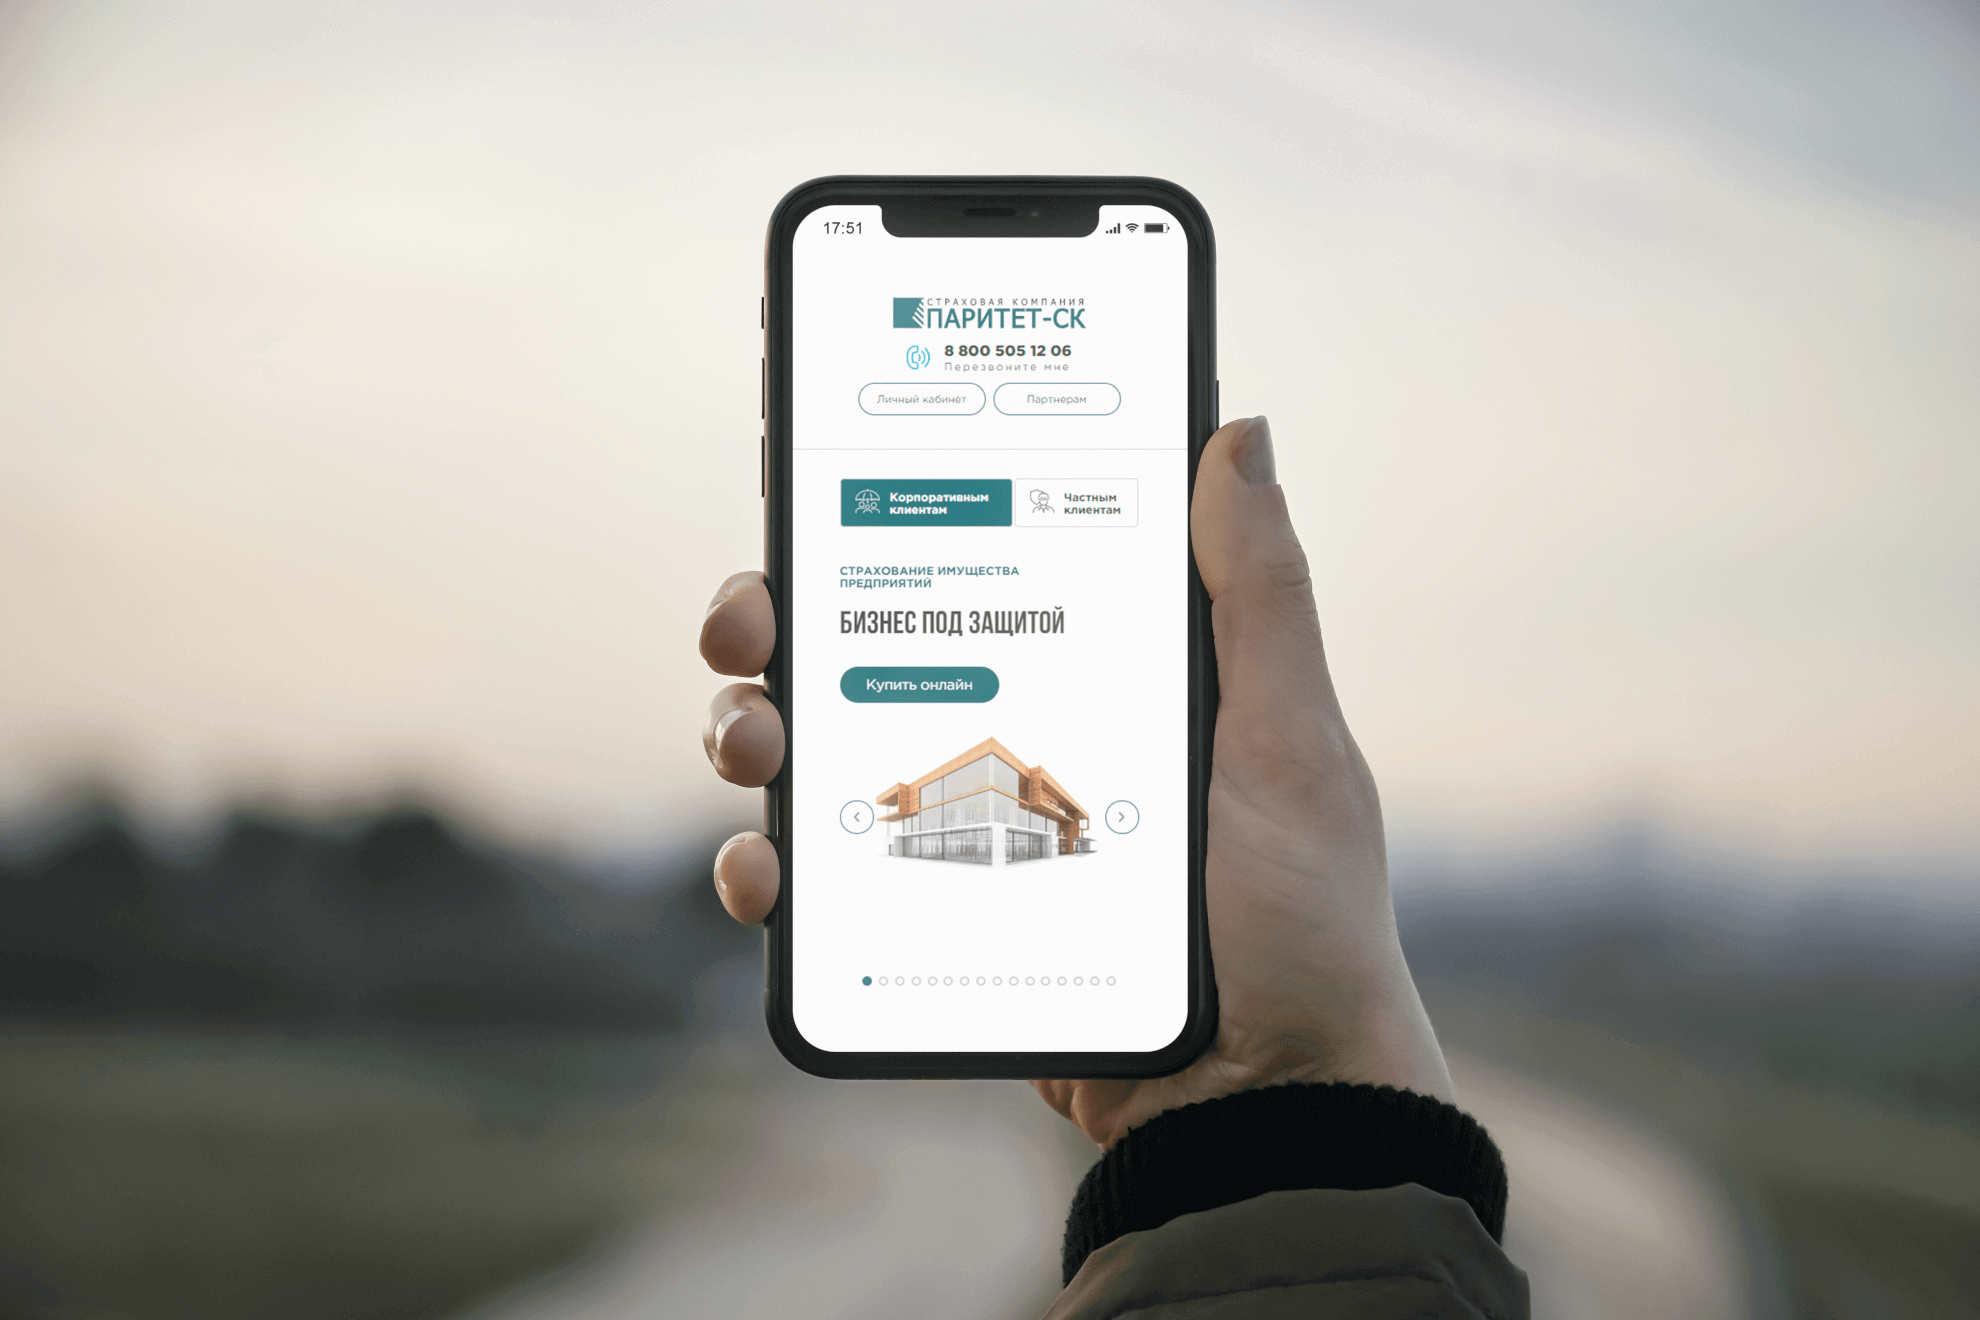 17:51
СТРАХОВАЯ КОМПАНИЯ
ПАРИТЕТ-СК
8 800 505 12 06
Перезвоните мне
Личный кабинет
Партнерам
Корпоративным
клиентам
Частным
клиентам
СТРАХОВАНИЕ ИМУЩЕСТВА
ПРЕДПРИЯТИЙ
БИЗНЕС ПОД ЗАЩИТОЙ
Купить онлайн